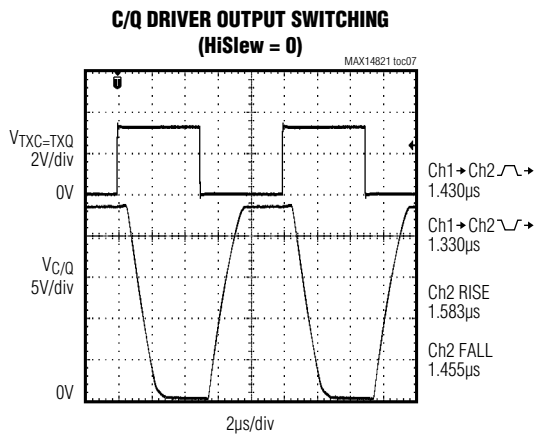 C/Q DRIVER OUTPUT SWITCHING
(HiSlew = 0)
MAX14821 toc07
T
VTXC=TXQ
2V/div
0V
VC/Q
5V/div
0V
Ch1→Ch2 →
1.430µs
Ch1→Ch2 →
1.330µs
Ch2 RISE
1.583µs
Ch2 FALL
1.455µs
2µs/div